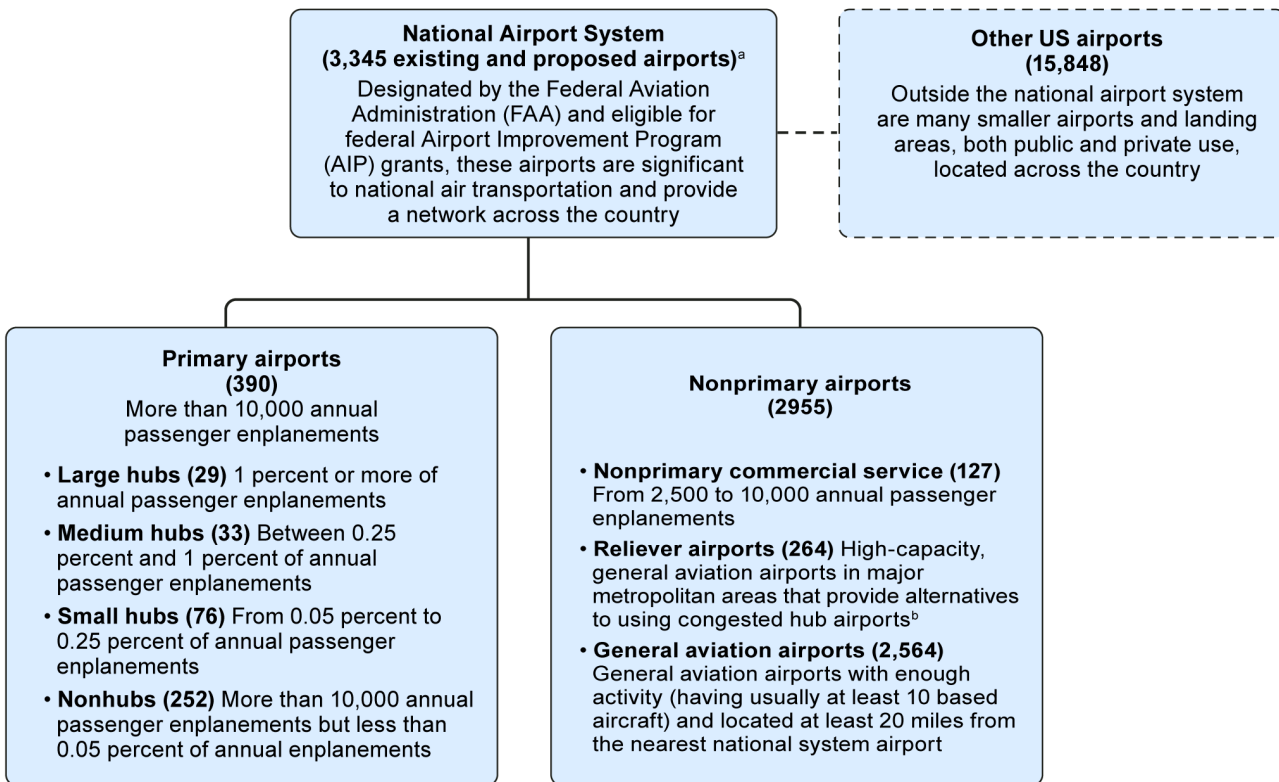 National Airport System
(3,345 existing and proposed airports)ᵃ
Designated by the Federal Aviation
Administration (FAA) and eligible for
federal Airport Improvement Program
(AIP) grants, these airports are significant
to national air transportation and provide
a network across the country
Other US airports
(15,848)
Outside the national airport system
are many smaller airports and landing
areas, both public and private use,
located across the country
Primary airports
(390)
More than 10,000 annual
passenger enplanements
• Large hubs (29) 1 percent or more of
annual passenger enplanements
• Medium hubs (33) Between 0.25
percent and 1 percent of annual
passenger enplanements
• Small hubs (76) From 0.05 percent to
0.25 percent of annual passenger
enplanements
• Nonhubs (252) More than 10,000 annual
passenger enplanements but less than
0.05 percent of annual enplanements
Nonprimary airports
(2955)
• Nonprimary commercial service (127)
From 2,500 to 10,000 annual passenger
enplanements
• Reliever airports (264) High-capacity,
general aviation airports in major
metropolitan areas that provide alternatives
to using congested hub airportsᵇ
• General aviation airports (2,564)
General aviation airports with enough
activity (having usually at least 10 based
aircraft) and located at least 20 miles from
the nearest national system airport